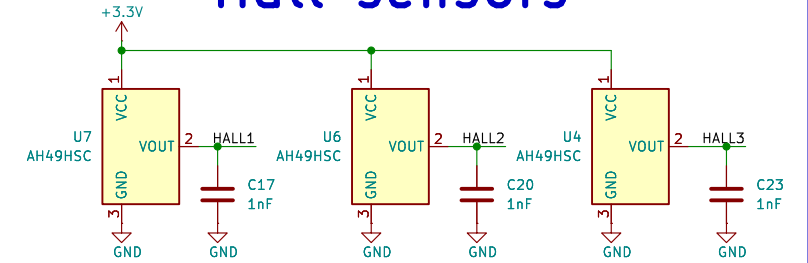 Hall sensors
+3.3V
1
VCC
U7
AH49HSC
VOUT
2
HALL1
GND
3
C17
1nF
GND
GND
1
VCC
U6
AH49HSC
VOUT
2
HALL2
GND
3
C20
1nF
GND
GND
1
VCC
U4
AH49HSC
VOUT
2
HALL3
GND
3
C23
1nF
GND
GND